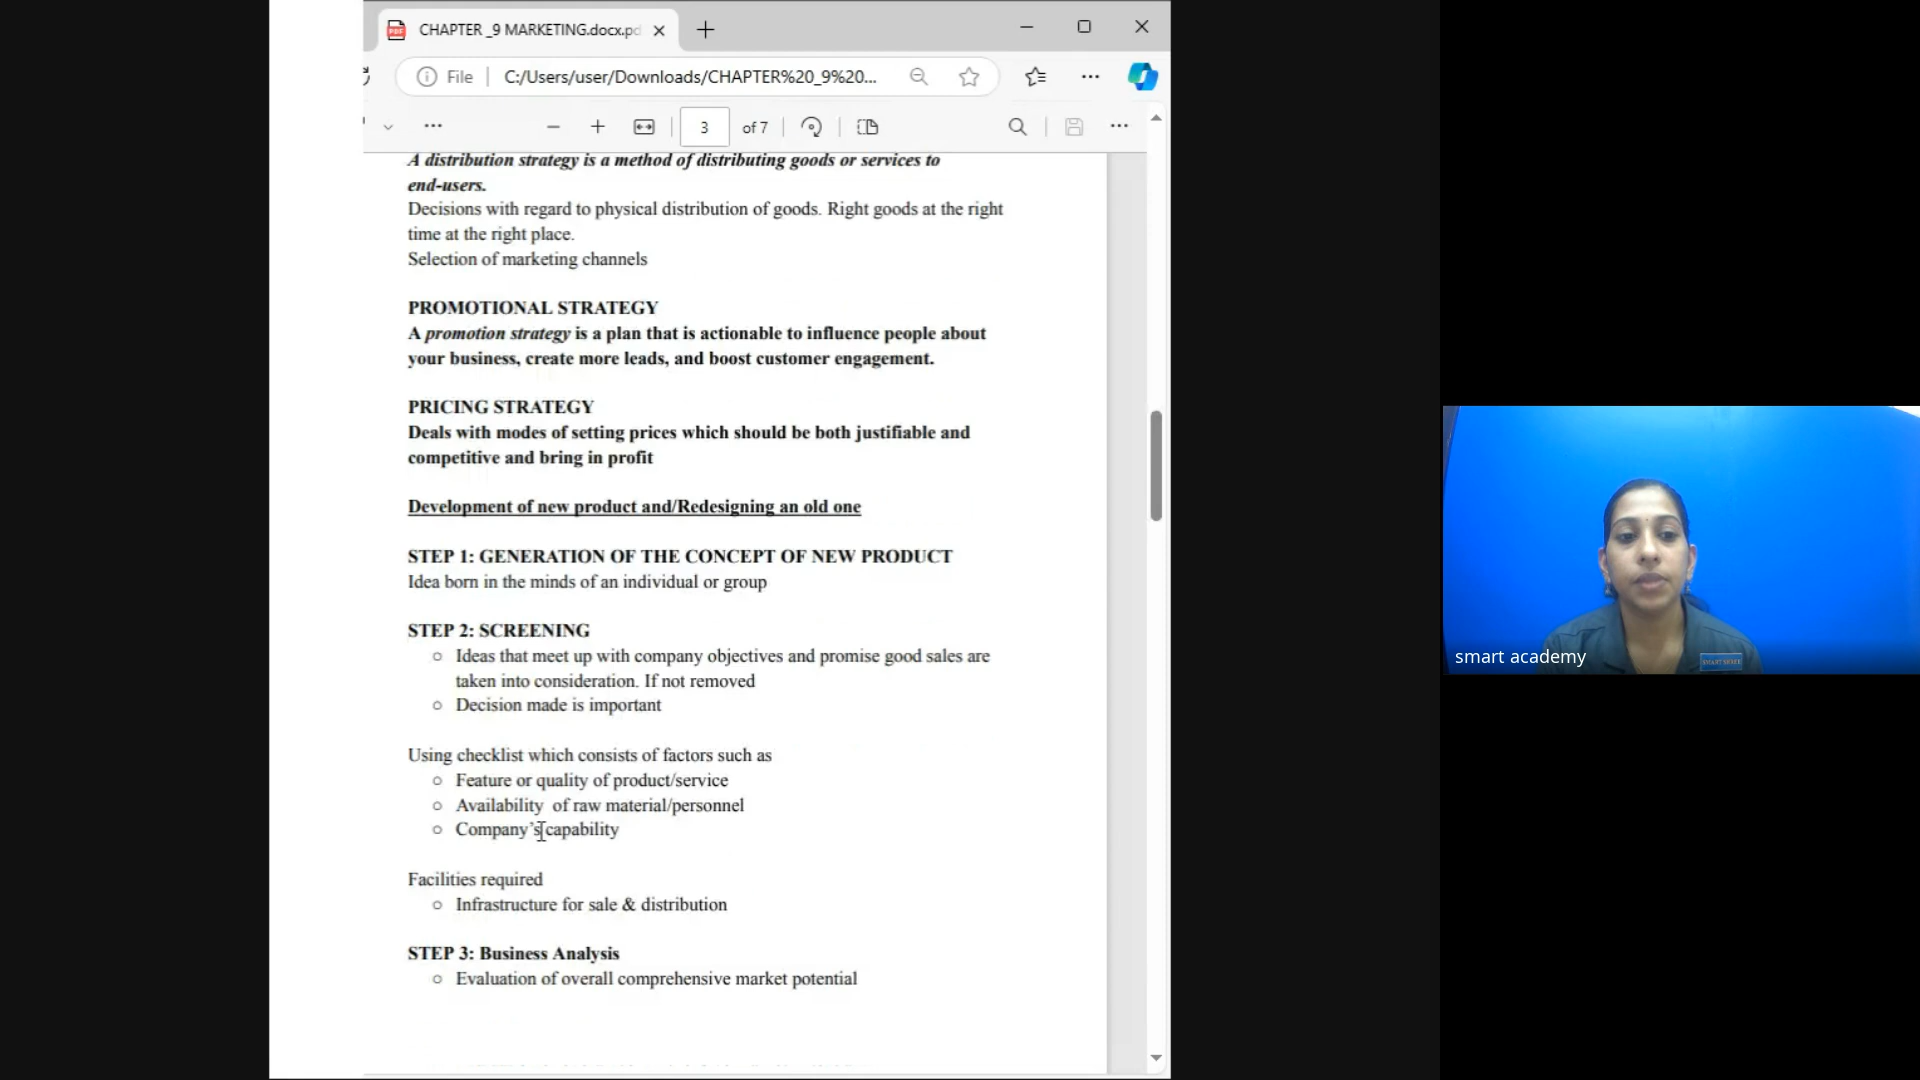 CHAPTER _9 MARKETING.docx.pd
File
C:/Users/user/Downloads/CHAPTER%20_9%20...
3 of 7
A distribution strategy is a method of distributing goods or services to
end-users.
Decisions with regard to physical distribution of goods. Right goods at the right
time at the right place.
Selection of marketing channels
PROMOTIONAL STRATEGY
A promotion strategy is a plan that is actionable to influence people about
your business, create more leads, and boost customer engagement.
PRICING STRATEGY
Deals with modes of setting prices which should be both justifiable and
competitive and bring in profit
Development of new product and/Redesigning an old one
STEP 1: GENERATION OF THE CONCEPT OF NEW PRODUCT
Idea born in the minds of an individual or group
STEP 2: SCREENING
Ideas that meet up with company objectives and promise good sales are
taken into consideration. If not removed
Decision made is important
Using checklist which consists of factors such as
Feature or quality of product/service
Availability of raw material/personnel
Company's capability
Facilities required
Infrastructure for sale & distribution
STEP 3: Business Analysis
Evaluation of overall comprehensive market potential
smart academy